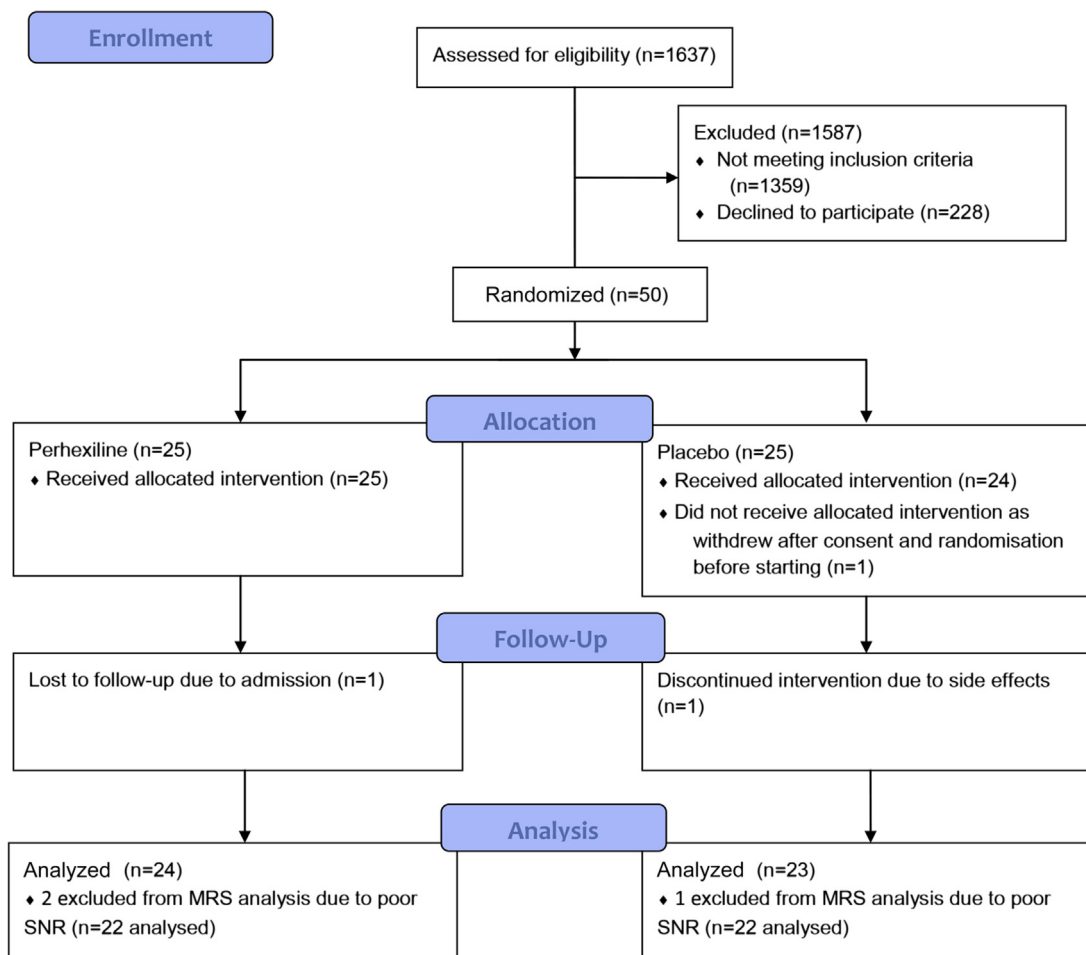 Enrollment
Assessed for eligibility (n=1637)
Excluded (n=1587)
♦ Not meeting inclusion criteria
(n=1359)
♦ Declined to participate (n=228)
Randomized (n=50)
Allocation
Perhexiline (n=25)
♦ Received allocated intervention (n=25)
Placebo (n=25)
♦ Received allocated intervention (n=24)
♦ Did not receive allocated intervention as
withdrew after consent and randomisation
before starting (n=1)
Follow-Up
Lost to follow-up due to admission (n=1)
Discontinued intervention due to side effects
(n=1)
Analysis
Analyzed (n=24)
♦ 2 excluded from MRS analysis due to poor
SNR (n=22 analysed)
Analyzed (n=23)
♦ 1 excluded from MRS analysis due to poor
SNR (n=22 analysed)